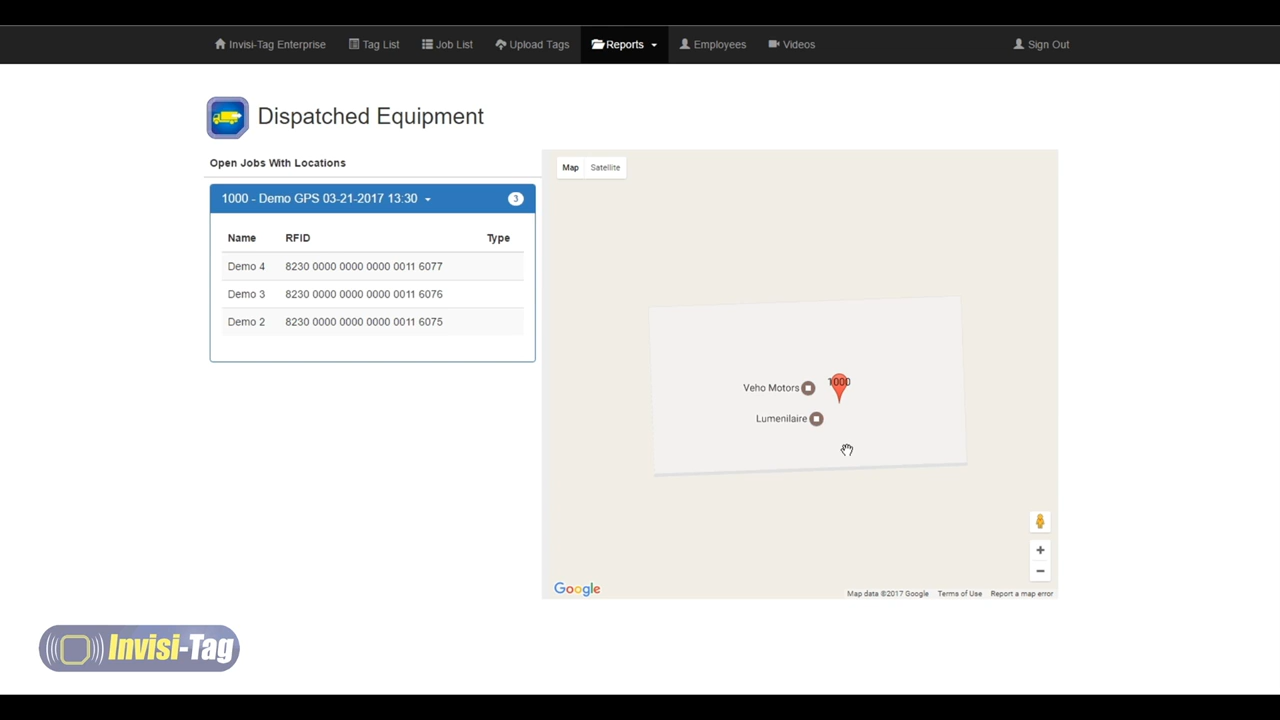 Invisi-Tag Enterprise Tag List Job List Upload Tags Reports Employees Videos Sign Out
Dispatched Equipment
Open Jobs With Locations
1000 - Demo GPS 03-21-2017 13:30 3
Name RFID Type
Demo 4 8230 0000 0000 0000 0011 6077
Demo 3 8230 0000 0000 0000 0011 6076
Demo 2 8230 0000 0000 0000 0011 6075
Map Satellite
1000
Veho Motors
Lumenilaire
Google
Map data ©2017 Google Terms of Use Report a map error
Invisi-Tag